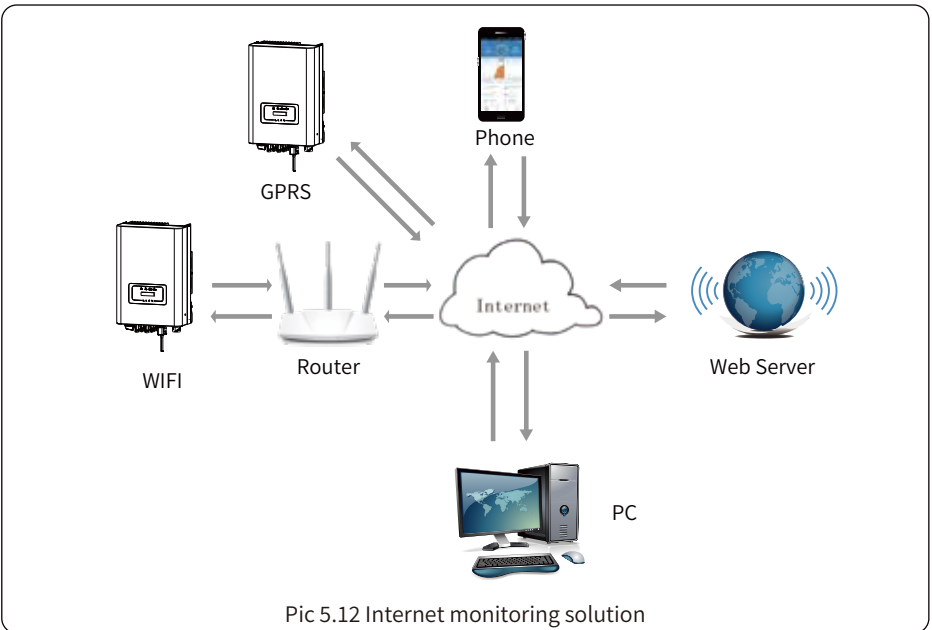 Phone
GPRS
Internet
WIFI
Router
Web Server
PC
Pic 5.12 Internet monitoring solution